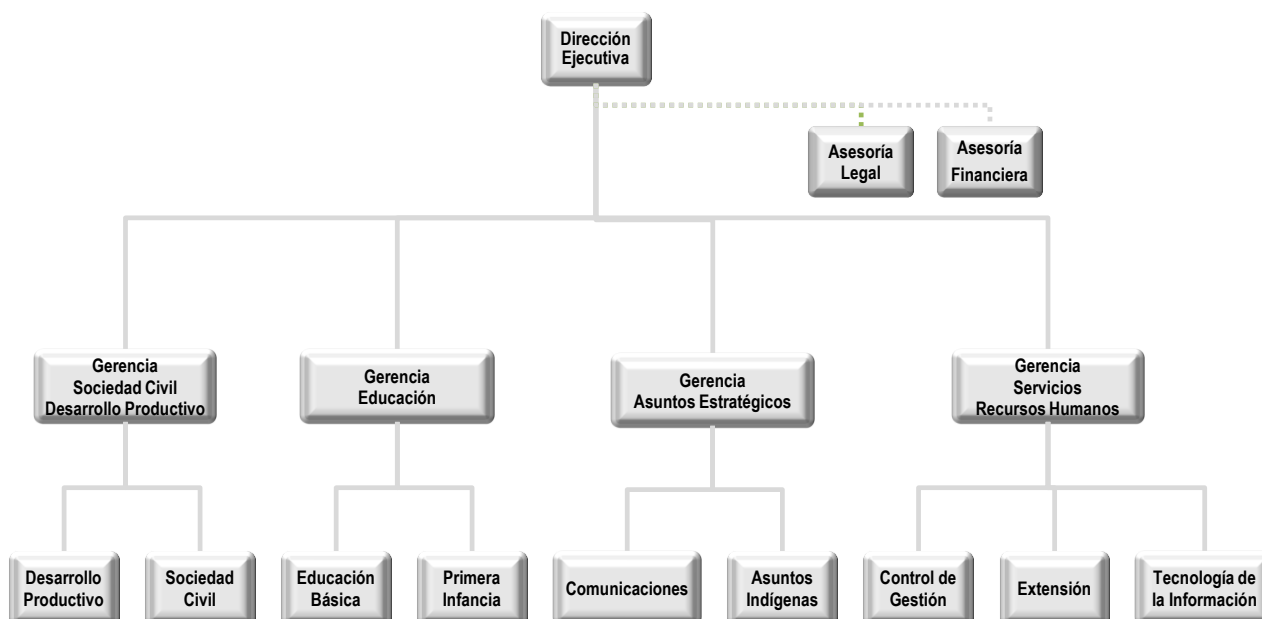 Dirección
Ejecutiva
Asesoría
Legal
Asesoría
Financiera
Gerencia
Sociedad Civil
Desarrollo Productivo
Gerencia
Educación
Gerencia
Asuntos Estratégicos
Gerencia
Servicios
Recursos Humanos
Desarrollo
Productivo
Sociedad
Civil
Educación
Básica
Primera
Infancia
Comunicaciones
Asuntos
Indígenas
Control de
Gestión
Extensión
Tecnología de
la Información